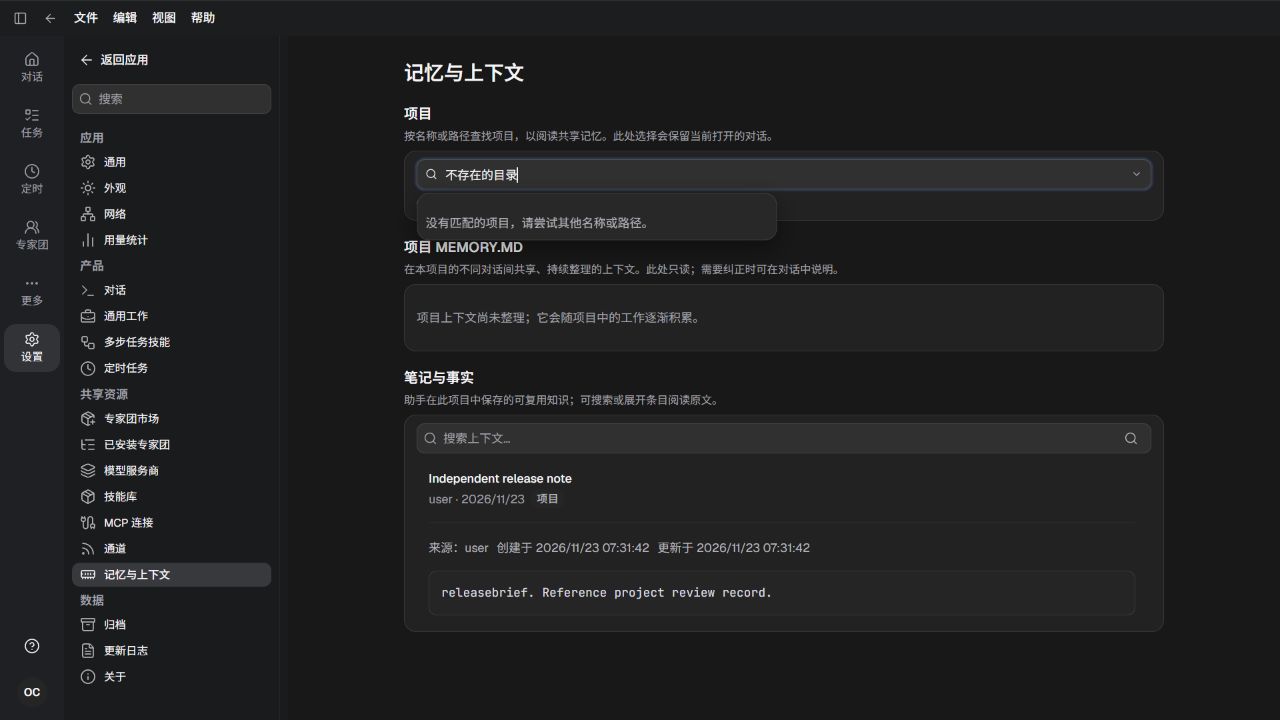 文件 编辑 视图 帮助
对话
任务
定时
专家团
更多
设置
OC
返回应用
搜索
应用
通用
外观
网络
用量统计
产品
对话
通用工作
多步任务技能
定时任务
共享资源
专家团市场
已安装专家团
模型服务商
技能库
MCP 连接
通道
记忆与上下文
数据
归档
更新日志
关于
记忆与上下文
项目
按名称或路径查找项目，以阅读共享记忆。此处选择会保留当前打开的对话。
不存在的目录
没有匹配的项目，请尝试其他名称或路径。
项目 MEMORY.MD
在本项目的不同对话间共享、持续整理的上下文。此处只读；需要纠正时可在对话中说明。
项目上下文尚未整理；它会随项目中的工作逐渐积累。
笔记与事实
助手在此项目中保存的可复用知识；可搜索或展开条目阅读原文。
搜索上下文...
Independent release note
user · 2026/11/23 项目
来源：user 创建于 2026/11/23 07:31:42 更新于 2026/11/23 07:31:42
releasebrief. Reference project review record.